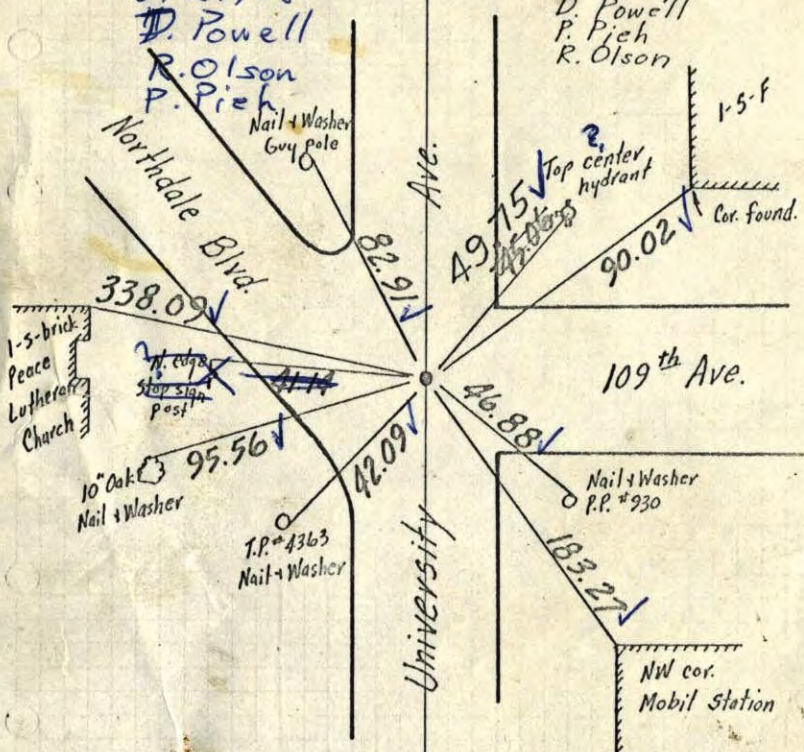 D. Powell
R. Olson
P. Pieh
D. Powell
P. Pieh
R. Olson
1-S-F
Nail & Washer
Guy pole
Northdale Blvd.
Ave.
?
Top center
hydrant
49.75
Cor. found.
82.91
90.02
338.09
1-S-brick
Peace
Lutheran
Church
?
N. edge
Stop sign
Post
41.14
109th Ave.
46.88
95.56
42.09
10" Oak
Nail & Washer
Nail & Washer
P.P. #930
T.P. #4363
Nail & Washer
University
183.27
NW cor.
Mobil Station